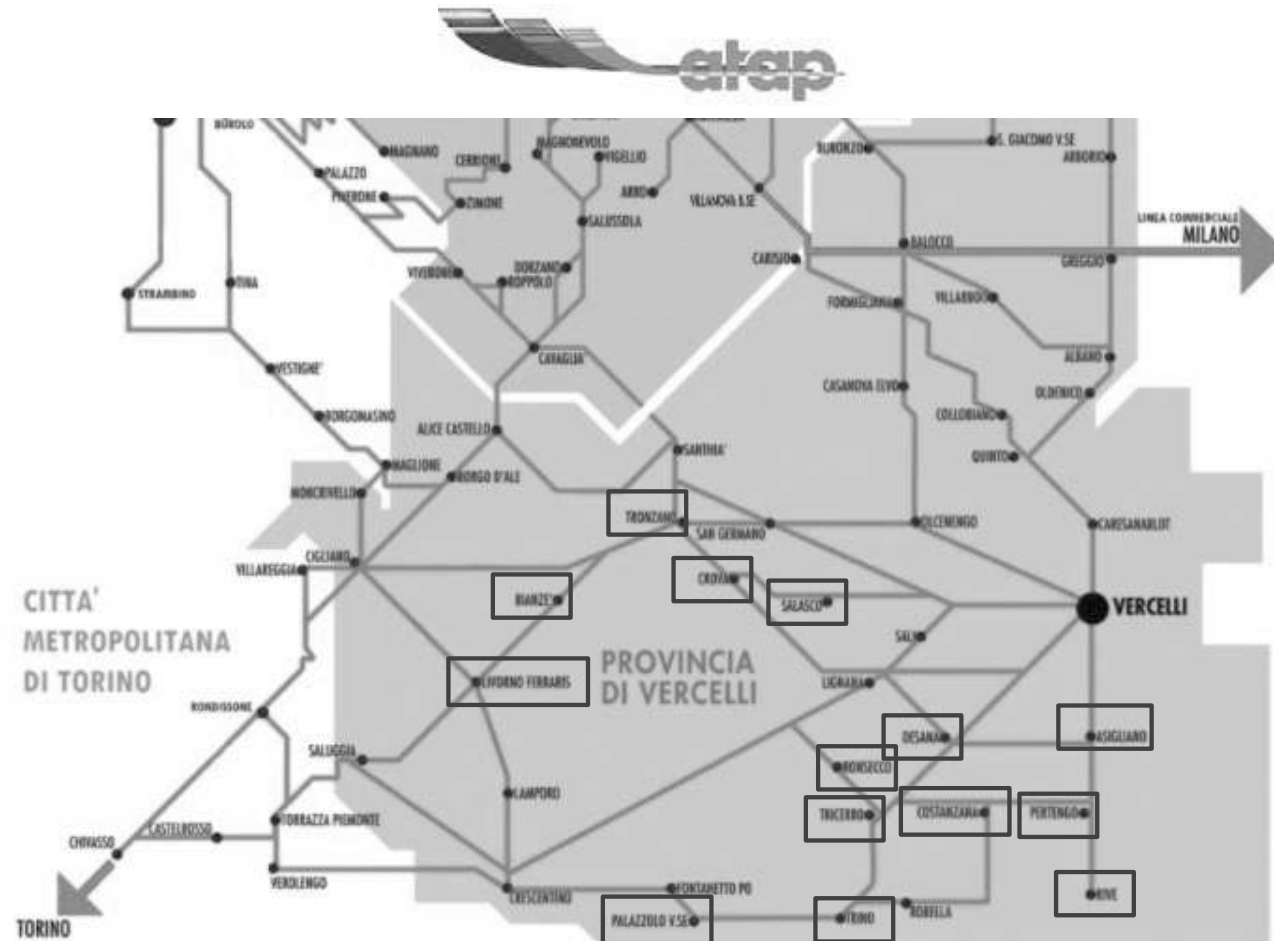 atap
BUROLO
MAGNANO
CERRIONE
MAGNONEVOLO
VIGELLIO
BURONZO
S. GIACOMO V.SE
ARBORIO
PALAZZO
PIVERONE
ZIMONE
ARRO
VILLANOVA B.SE
SALUSSOLA
LINEA COMMERCIALE
MILANO
BALOCCO
CARISIO
GREGGIO
VIVERONE
DORZANO
ROPPOLO
TINA
STRAMBINO
FORMIGLIANA
VILLARBOIT
CAVAGLIA'
ALBANO
VESTIGNE'
CASANOVA ELVO
OLDENICO
BORGOMASINO
ALICE CASTELLO
COLLOBIANO
SANTHIA'
QUINTO
MAGLIONE
BORGO D'ALE
MONCRIVELLO
TRONZANO
SAN GERMANO
OLCENENGO
CARESANABLOT
CIGLIANO
VILLAREGGIA
CROVA
BIANZE'
SALASCO
VERCELLI
CITTA'
METROPOLITANA
DI TORINO
SALI
PROVINCIA
DI VERCELLI
LIVORNO FERRARIS
LIGNANA
RONDISSONE
DESANA
ASIGLIANO
SALUGGIA
RONSECCO
LAMPORO
TRICERRO
COSTANZANA
PERTENGO
TORRAZZA PIEMONTE
CASTELROSSO
CHIVASSO
VEROLENGO
CRESCENTINO
FONTANETTO PO
RIVE
PALAZZOLO V.SE
TRINO
ROBELLA
TORINO